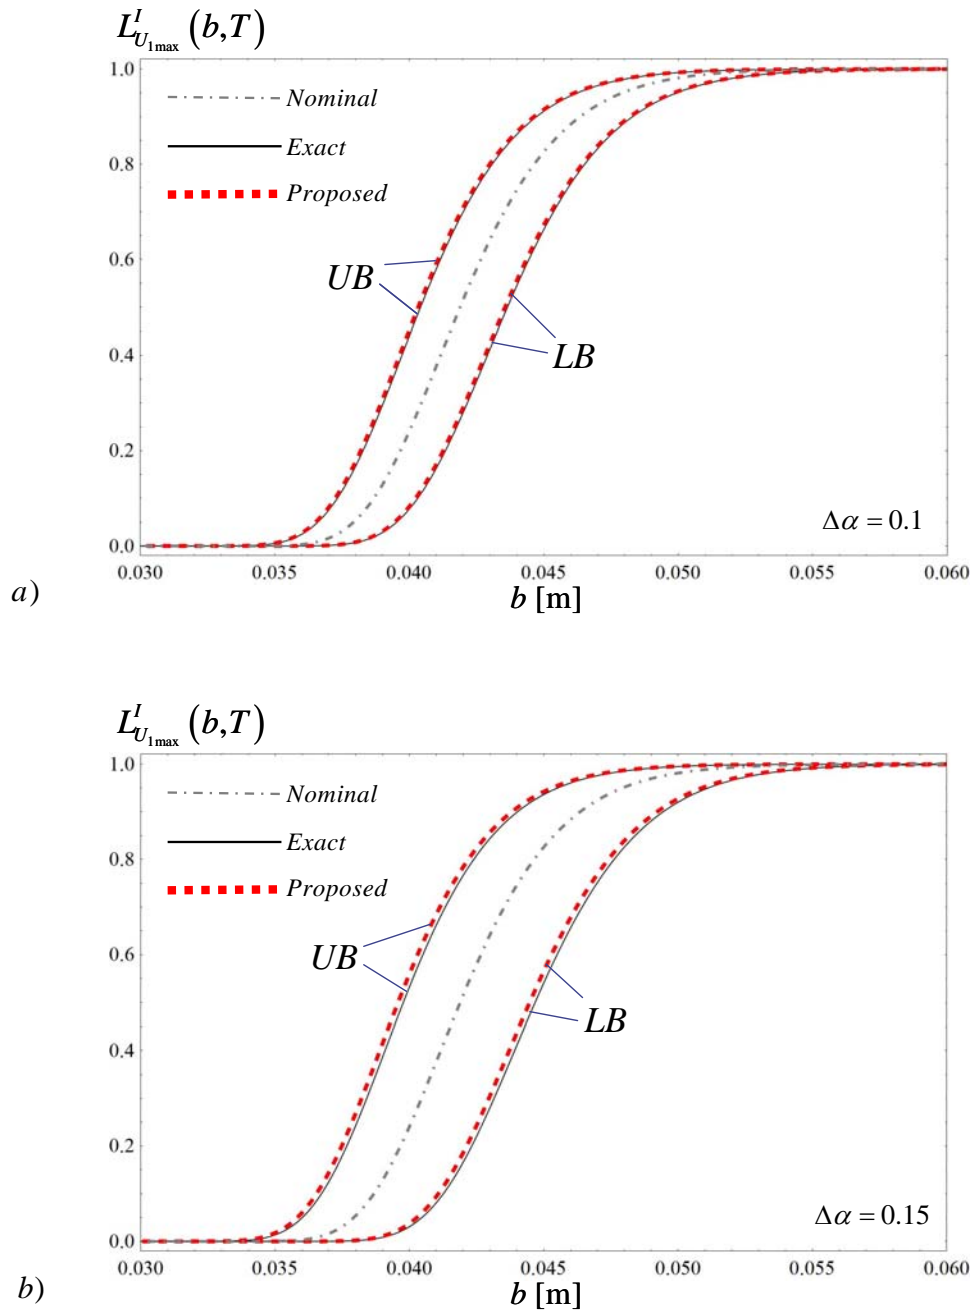 L^I_{U_{1max}} (b,T)
1.0
Nominal
Exact
0.8
Proposed
0.6
UB
0.4
LB
0.2
Δα = 0.1
0.0
0.030 0.035 0.040 0.045 0.050 0.055 0.060
a)
b [m]
L^I_{U_{1max}} (b,T)
1.0
Nominal
Exact
0.8
Proposed
0.6
UB
LB
0.4
0.2
Δα = 0.15
0.0
0.030 0.035 0.040 0.045 0.050 0.055 0.060
b)
b [m]